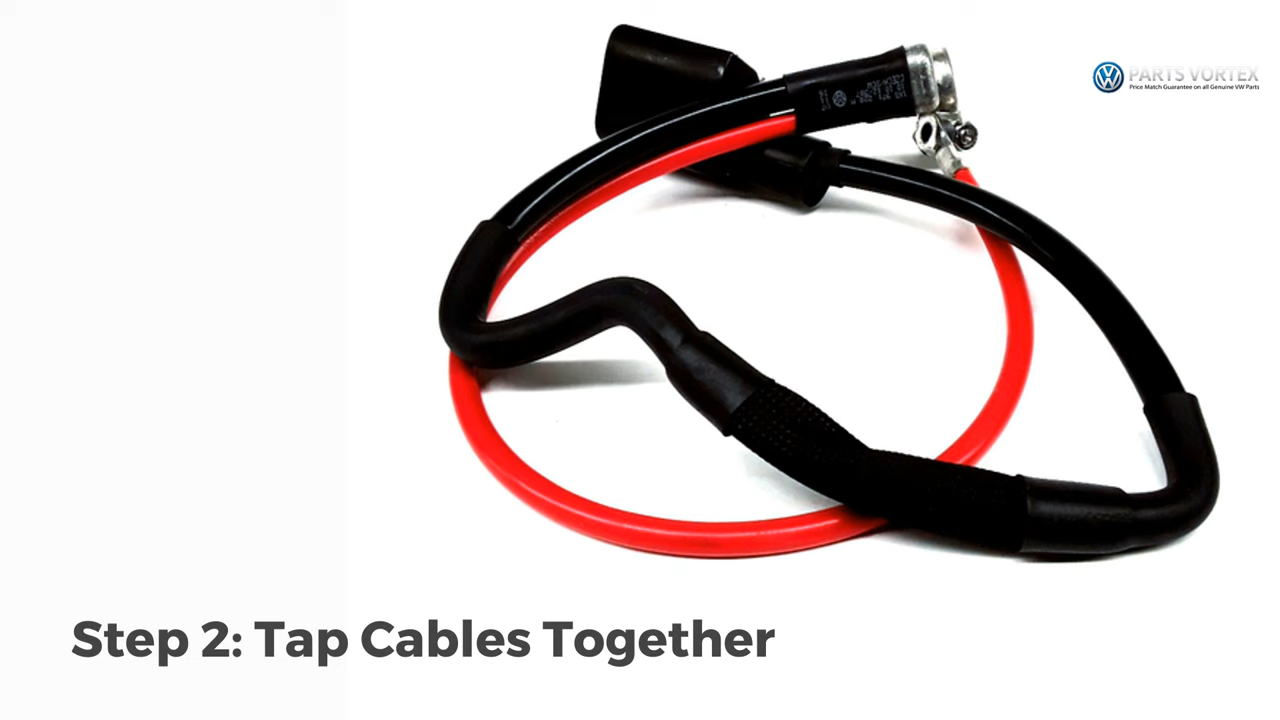 PARTS VORTEX
Price Match Guarantee on all Genuine VW Parts
Step 2: Tap Cables Together